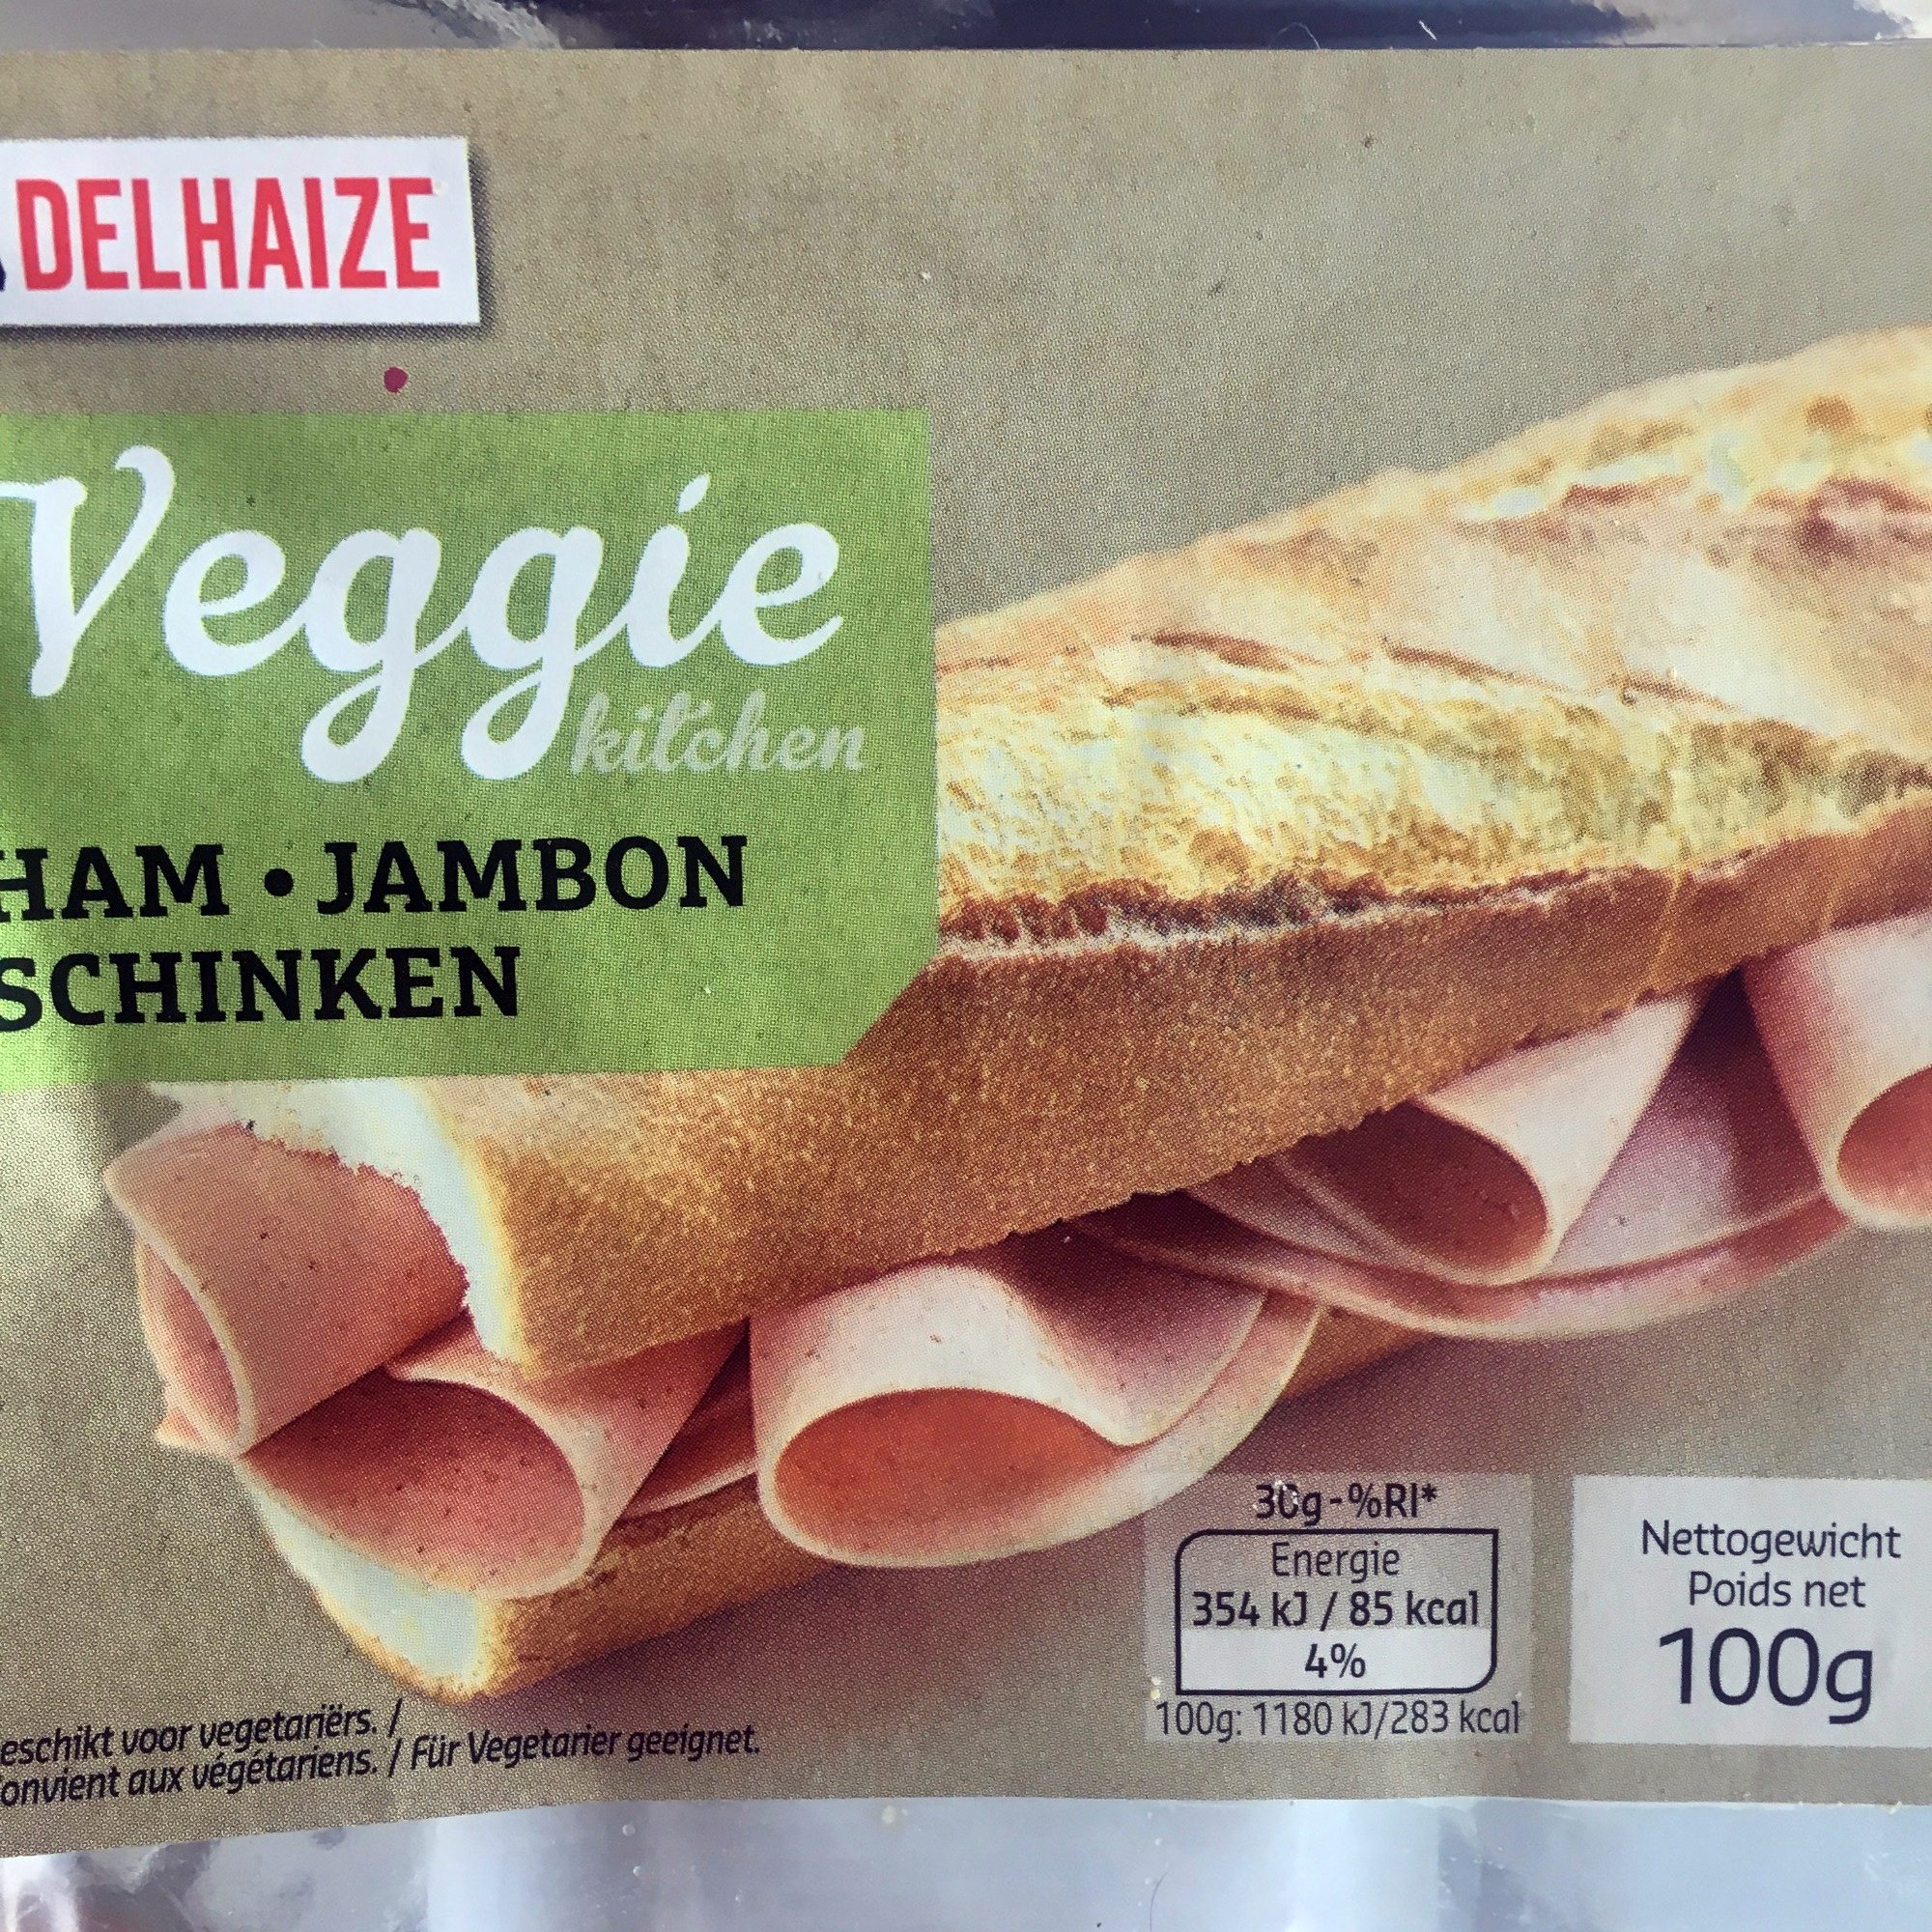 DELHAIZE
Veggie
kitchen
HAM • JAMBON
SCHINKEN
30g-%RI*
Energie
354 kJ / 85 kcal
4%
100g: 1180 kJ/283 kcal
Nettogewicht
Poids net
100g
eschikt voor vegetariërs. /
onvient aux végétariens. / Für Vegetarier geeignet.